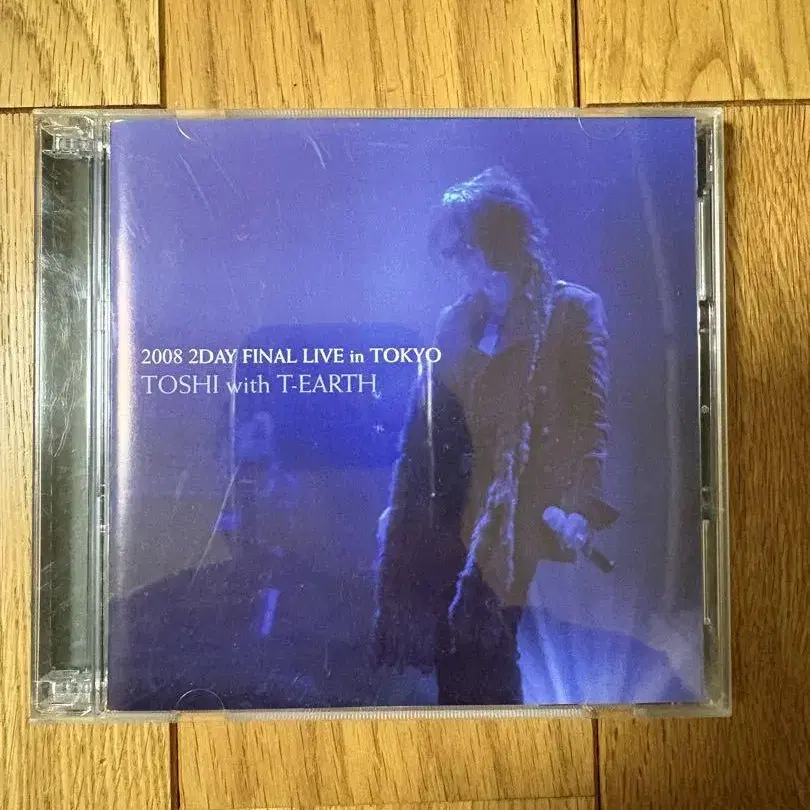 2008 2DAY FINAL LIVE in TOKYO
TOSHI with T-EARTH